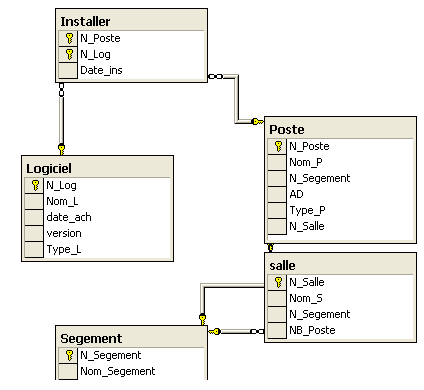 Installer
N_Poste
N_Log
Date_ins
Poste
N_Poste
Nom_P
N_Segement
AD
Type_P
N_Salle
Logiciel
N_Log
Nom_L
date_ach
version
Type_L
salle
N_Salle
Nom_S
N_Segement
NB_Poste
Segement
N_Segement
Nom_Segement